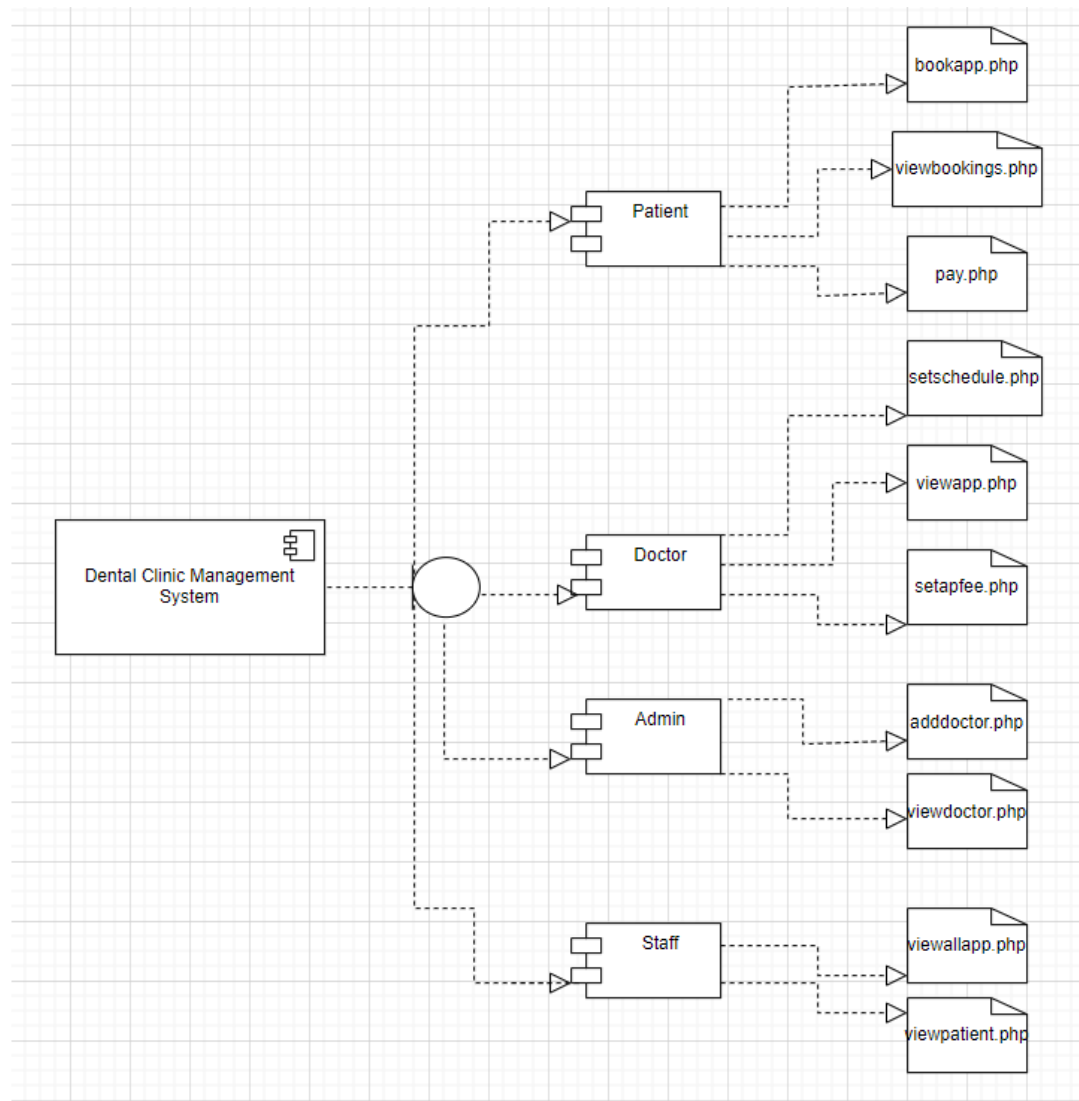 bookapp.php
viewbookings.php
Patient
pay.php
setschedule.php
viewapp.php
Doctor
Dental Clinic Management
System
setapfee.php
Admin
adddoctor.php
viewdoctor.php
Staff
viewallapp.php
viewpatient.php